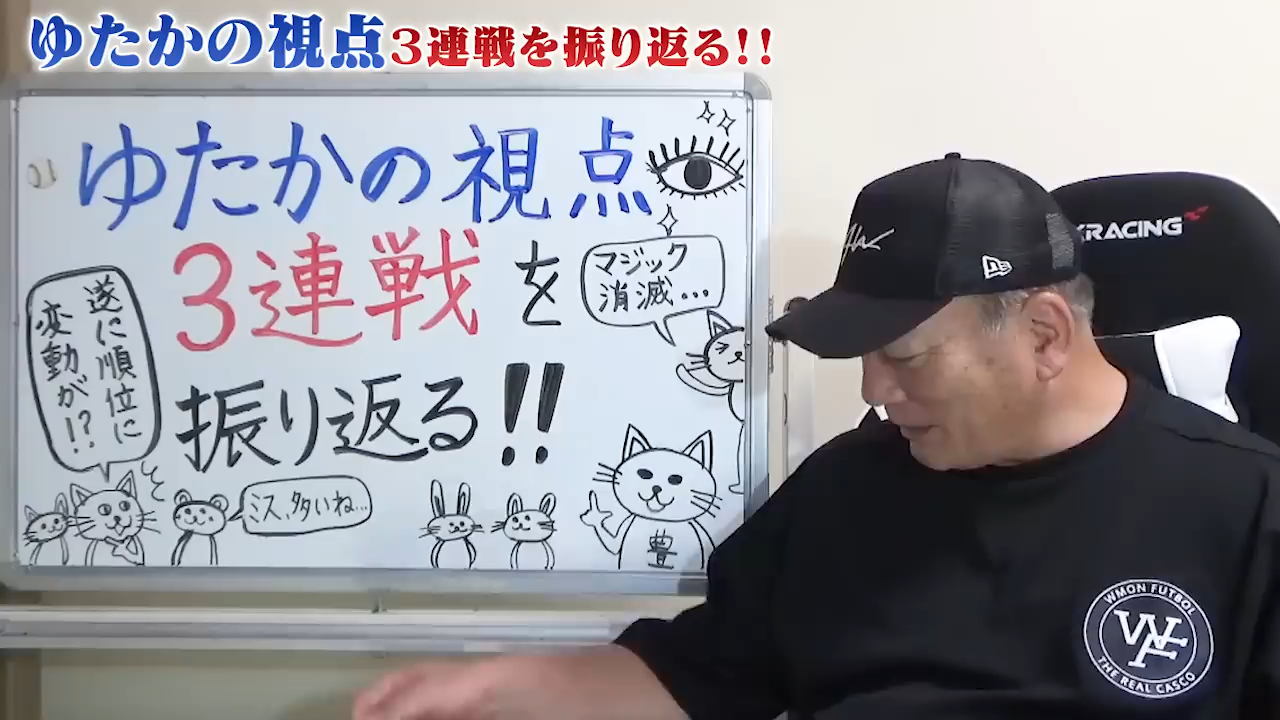 ゆたかの視点3連戦を振り返る!!
ゆたかの視点
3連戦を
振り返る!!
マジック
消滅...
遂に順位に
変動が!?
ミス、多いね...
豊
RACING
WMON FUTBOL
WF
THE REAL CASCO